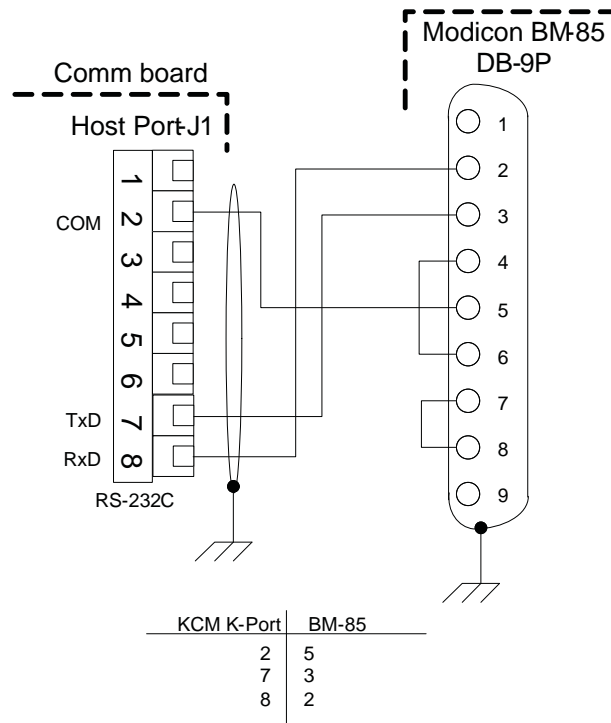 Modicon BM-85
DB-9P
Comm board
Host Port-J1
1
2
3
4
5
6
7
8
COM
TxD
RxD
RS-232C
1
2
3
4
5
6
7
8
9
KCM K-Port BM-85
2 5
7 3
8 2